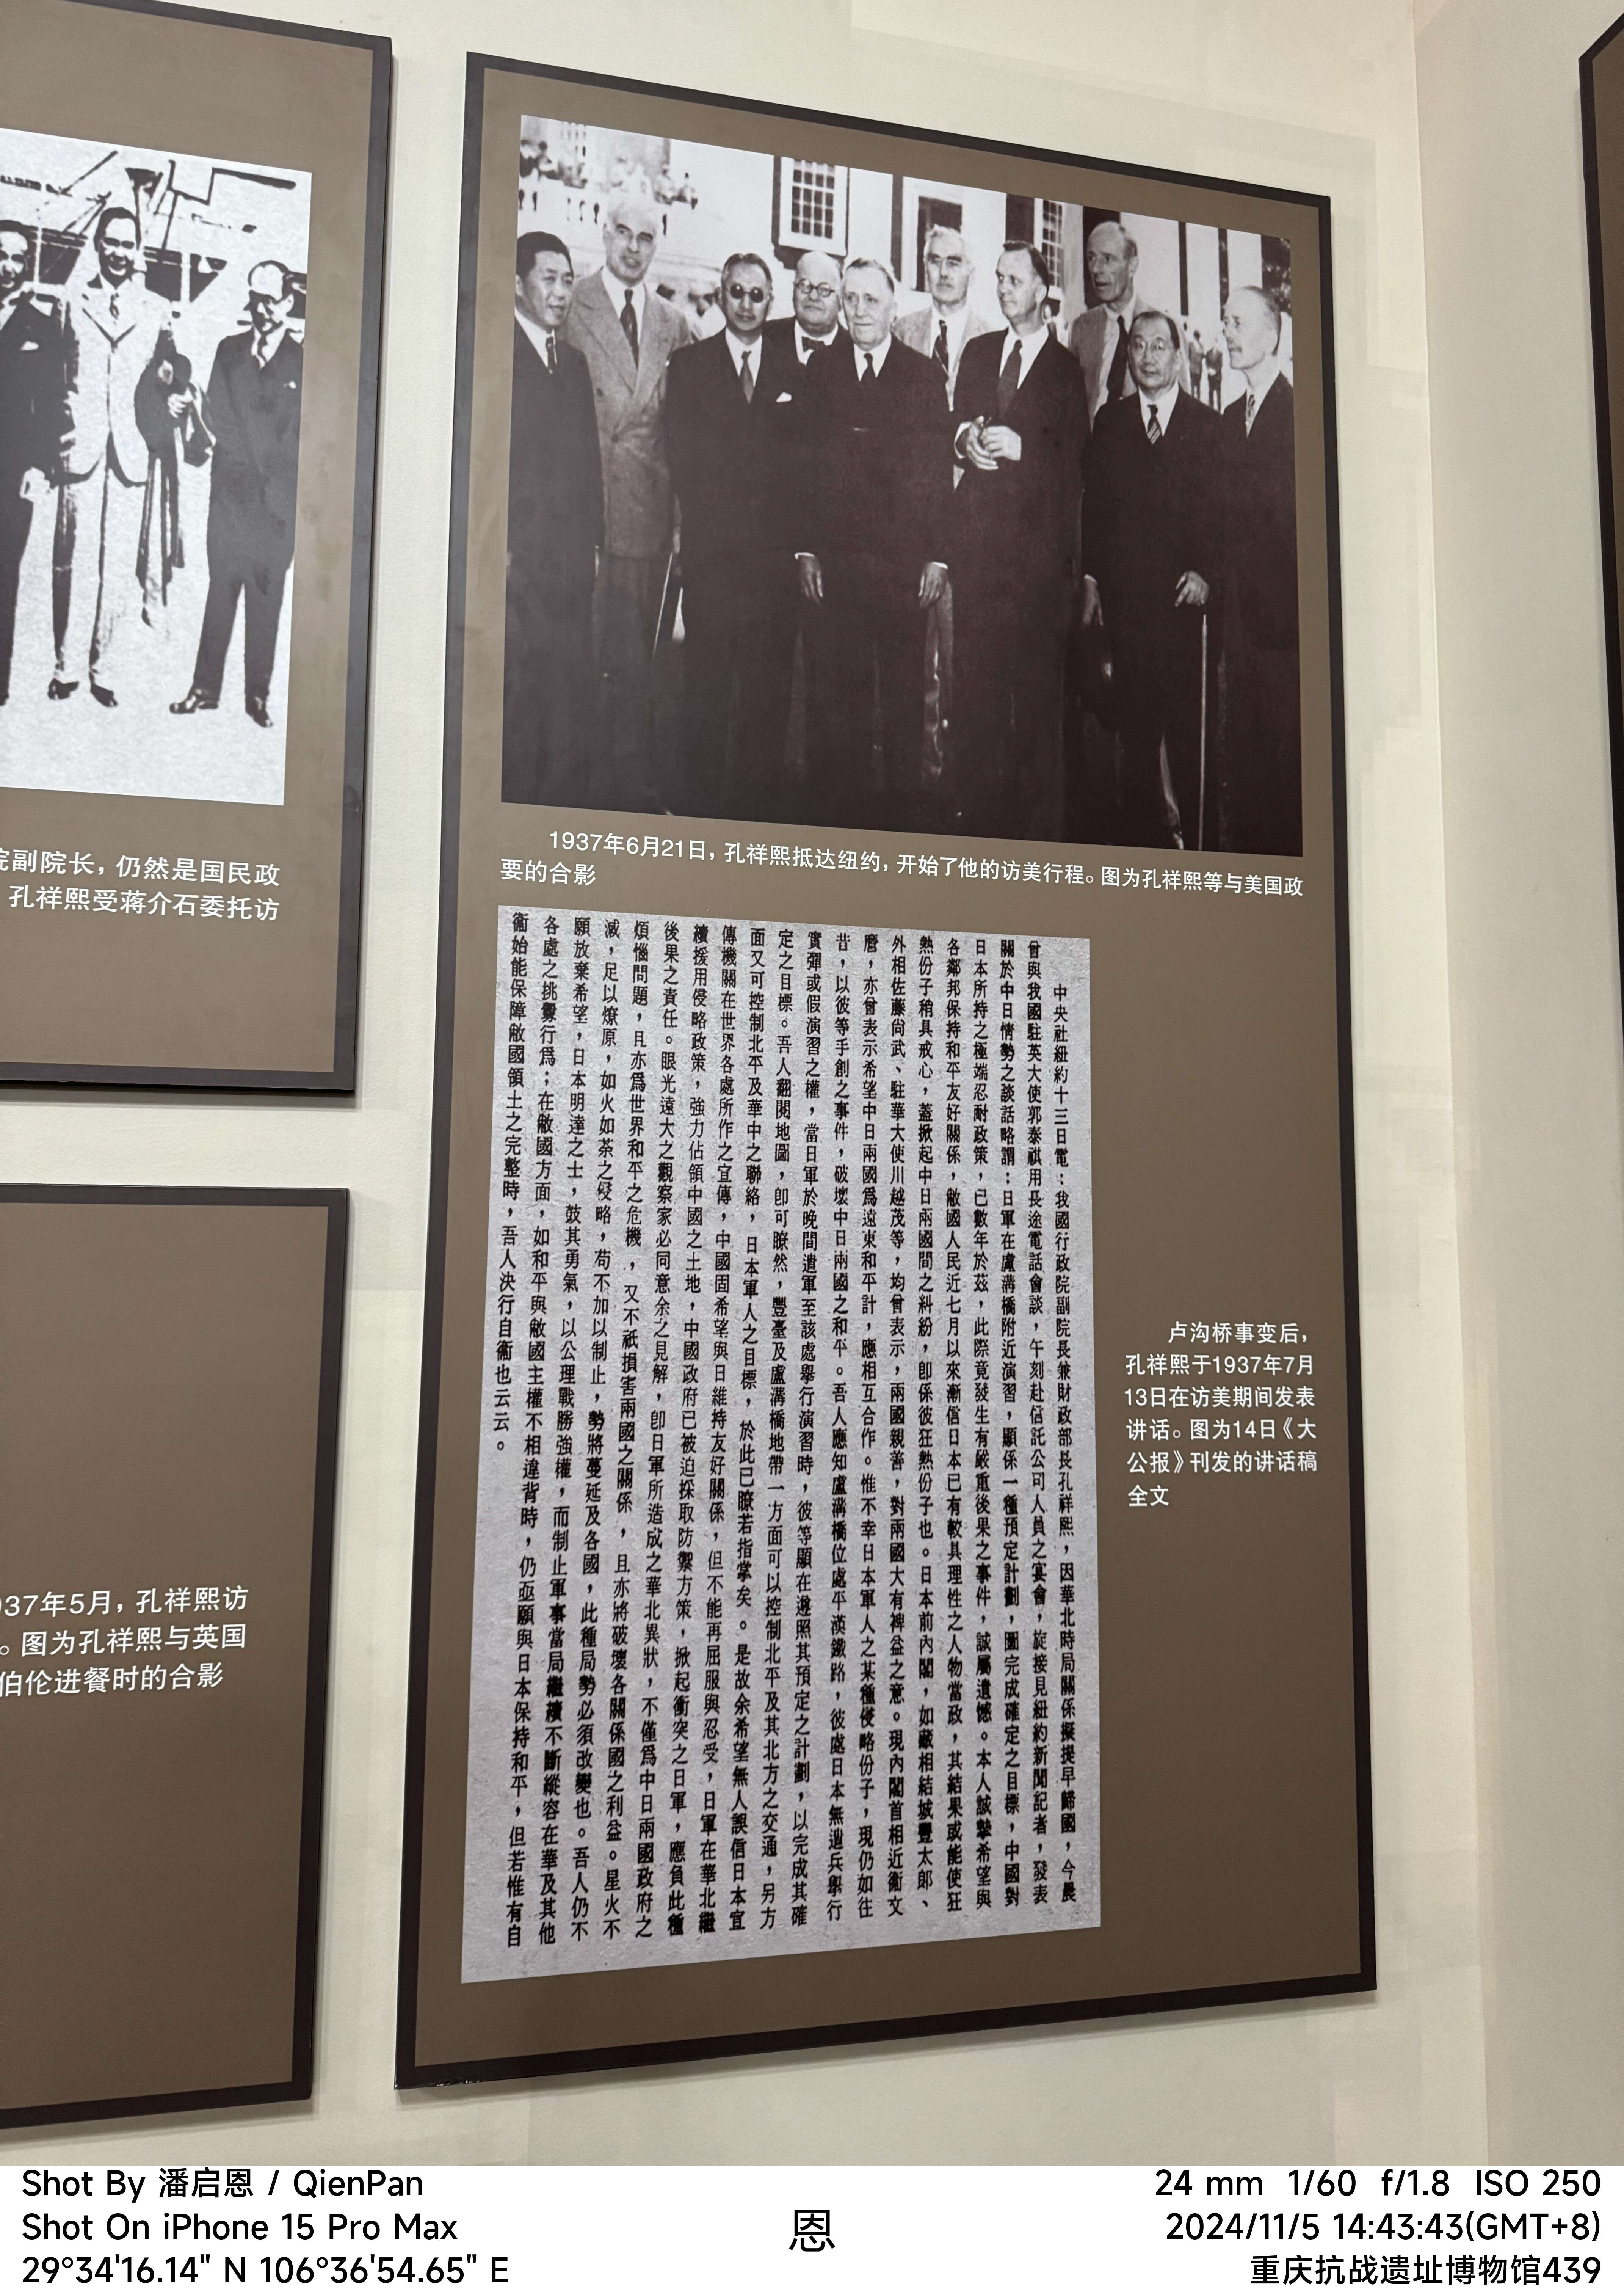 院副院长，仍然是国民政
孔祥熙受蒋介石委托访
937年5月，孔祥熙访
。图为孔祥熙与英国
伯伦进餐时的合影
1937年6月21日，孔祥熙抵达纽约，开始了他的访美行程。图为孔祥熙等与美国政
要的合影
中央社紐約十三日電：我國行政院副院長兼財政部長孔祥熙，因華北時局關係擬提早歸國，今晨
曾與我國駐英大使郭泰祺用長途電話會談，午刻赴信託公司人員之宴會，旋接見紐約新聞記者，發表
關於中日情勢之談話略謂：日軍在盧溝橋附近演習，顯係一種預定計劃，圖完成確定之目標，中國對
日本所持之極端忍耐政策，已數年於茲，此際竟發生有嚴重後果之事件，誠屬遺憾。本人誠摯希望與
各鄰邦保持和平友好關係，敝國人民近七月以來漸信日本已有較具理性之人物當政，其結果或能使狂
熱份子稍具戒心，蓋掀起中日兩國間之糾紛，卽係彼狂熱份子也。日本前內閣，如藏相結城豐太郎、
外相佐藤尙武、駐華大使川越茂等，均曾表示，兩國親善，對兩國大有裨益之意。現內閣首相近衞文
麿，亦曾表示希望中日兩國爲遠東和平計，應相互合作。惟不幸日本軍人之某種侵略份子，現仍如往
昔，以彼等手創之事件，破壞中日兩國之和平。吾人應知盧溝橋位處平漢鐵路，彼處日本無遣兵舉行
實彈或假演習之權，當日軍於晚間遣軍至該處舉行演習時，彼等顯在遵照其預定之計劃，以完成其確
定之目標。吾人翻閱地圖，卽可瞭然，豐臺及盧溝橋地帶一方面可以控制北平及其北方之交通，另方
面又可控制北平及華中之聯絡，日本軍人之目標，於此已瞭若指掌矣。是故余希望無人誤信日本宣
傳機關在世界各處所作之宣傳，中國固希望與日維持友好關係，但不能再屈服與忍受，日軍在華北繼
續援用侵略政策，強力佔領中國之土地，中國政府已被迫採取防禦方策，掀起衝突之日軍，應負此種
後果之責任。眼光遠大之觀察家必同意余之見解，卽日軍所造成之華北異狀，不僅爲中日兩國政府之
煩惱問題，且亦爲世界和平之危機，又不祇損害兩國之關係，且亦將破壞各關係國之利益。星火不
滅，足以燎原，如火如荼之侵略，苟不加以制止，勢將蔓延及各國，此種局勢必須改變也。吾人仍不
願放棄希望，日本明達之士，鼓其勇氣，以公理戰勝強權，而制止軍事當局繼續不斷縱容在華及其他
各處之挑釁行爲；在敝國方面，如和平與敝國主權不相違背時，仍亟願與日本保持和平，但若惟有自
衞始能保障敝國領土之完整時，吾人決行自衞也云云。
卢沟桥事变后，
孔祥熙于1937年7月
13日在访美期间发表
讲话。图为14日《大
公报》刊发的讲话稿
全文
Shot By 潘启恩 / QienPan
Shot On iPhone 15 Pro Max
29°34'16.14" N 106°36'54.65" E
恩
24 mm 1/60 f/1.8 ISO 250
2024/11/5 14:43:43(GMT+8)
重庆抗战遗址博物馆439